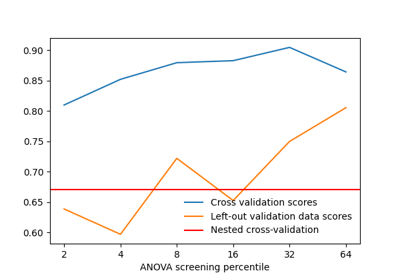 0.90
0.85
0.80
0.75
0.70
0.65
0.60
Cross validation scores
Left-out validation data scores
Nested cross-validation
2 4 8 16 32 64
ANOVA screening percentile